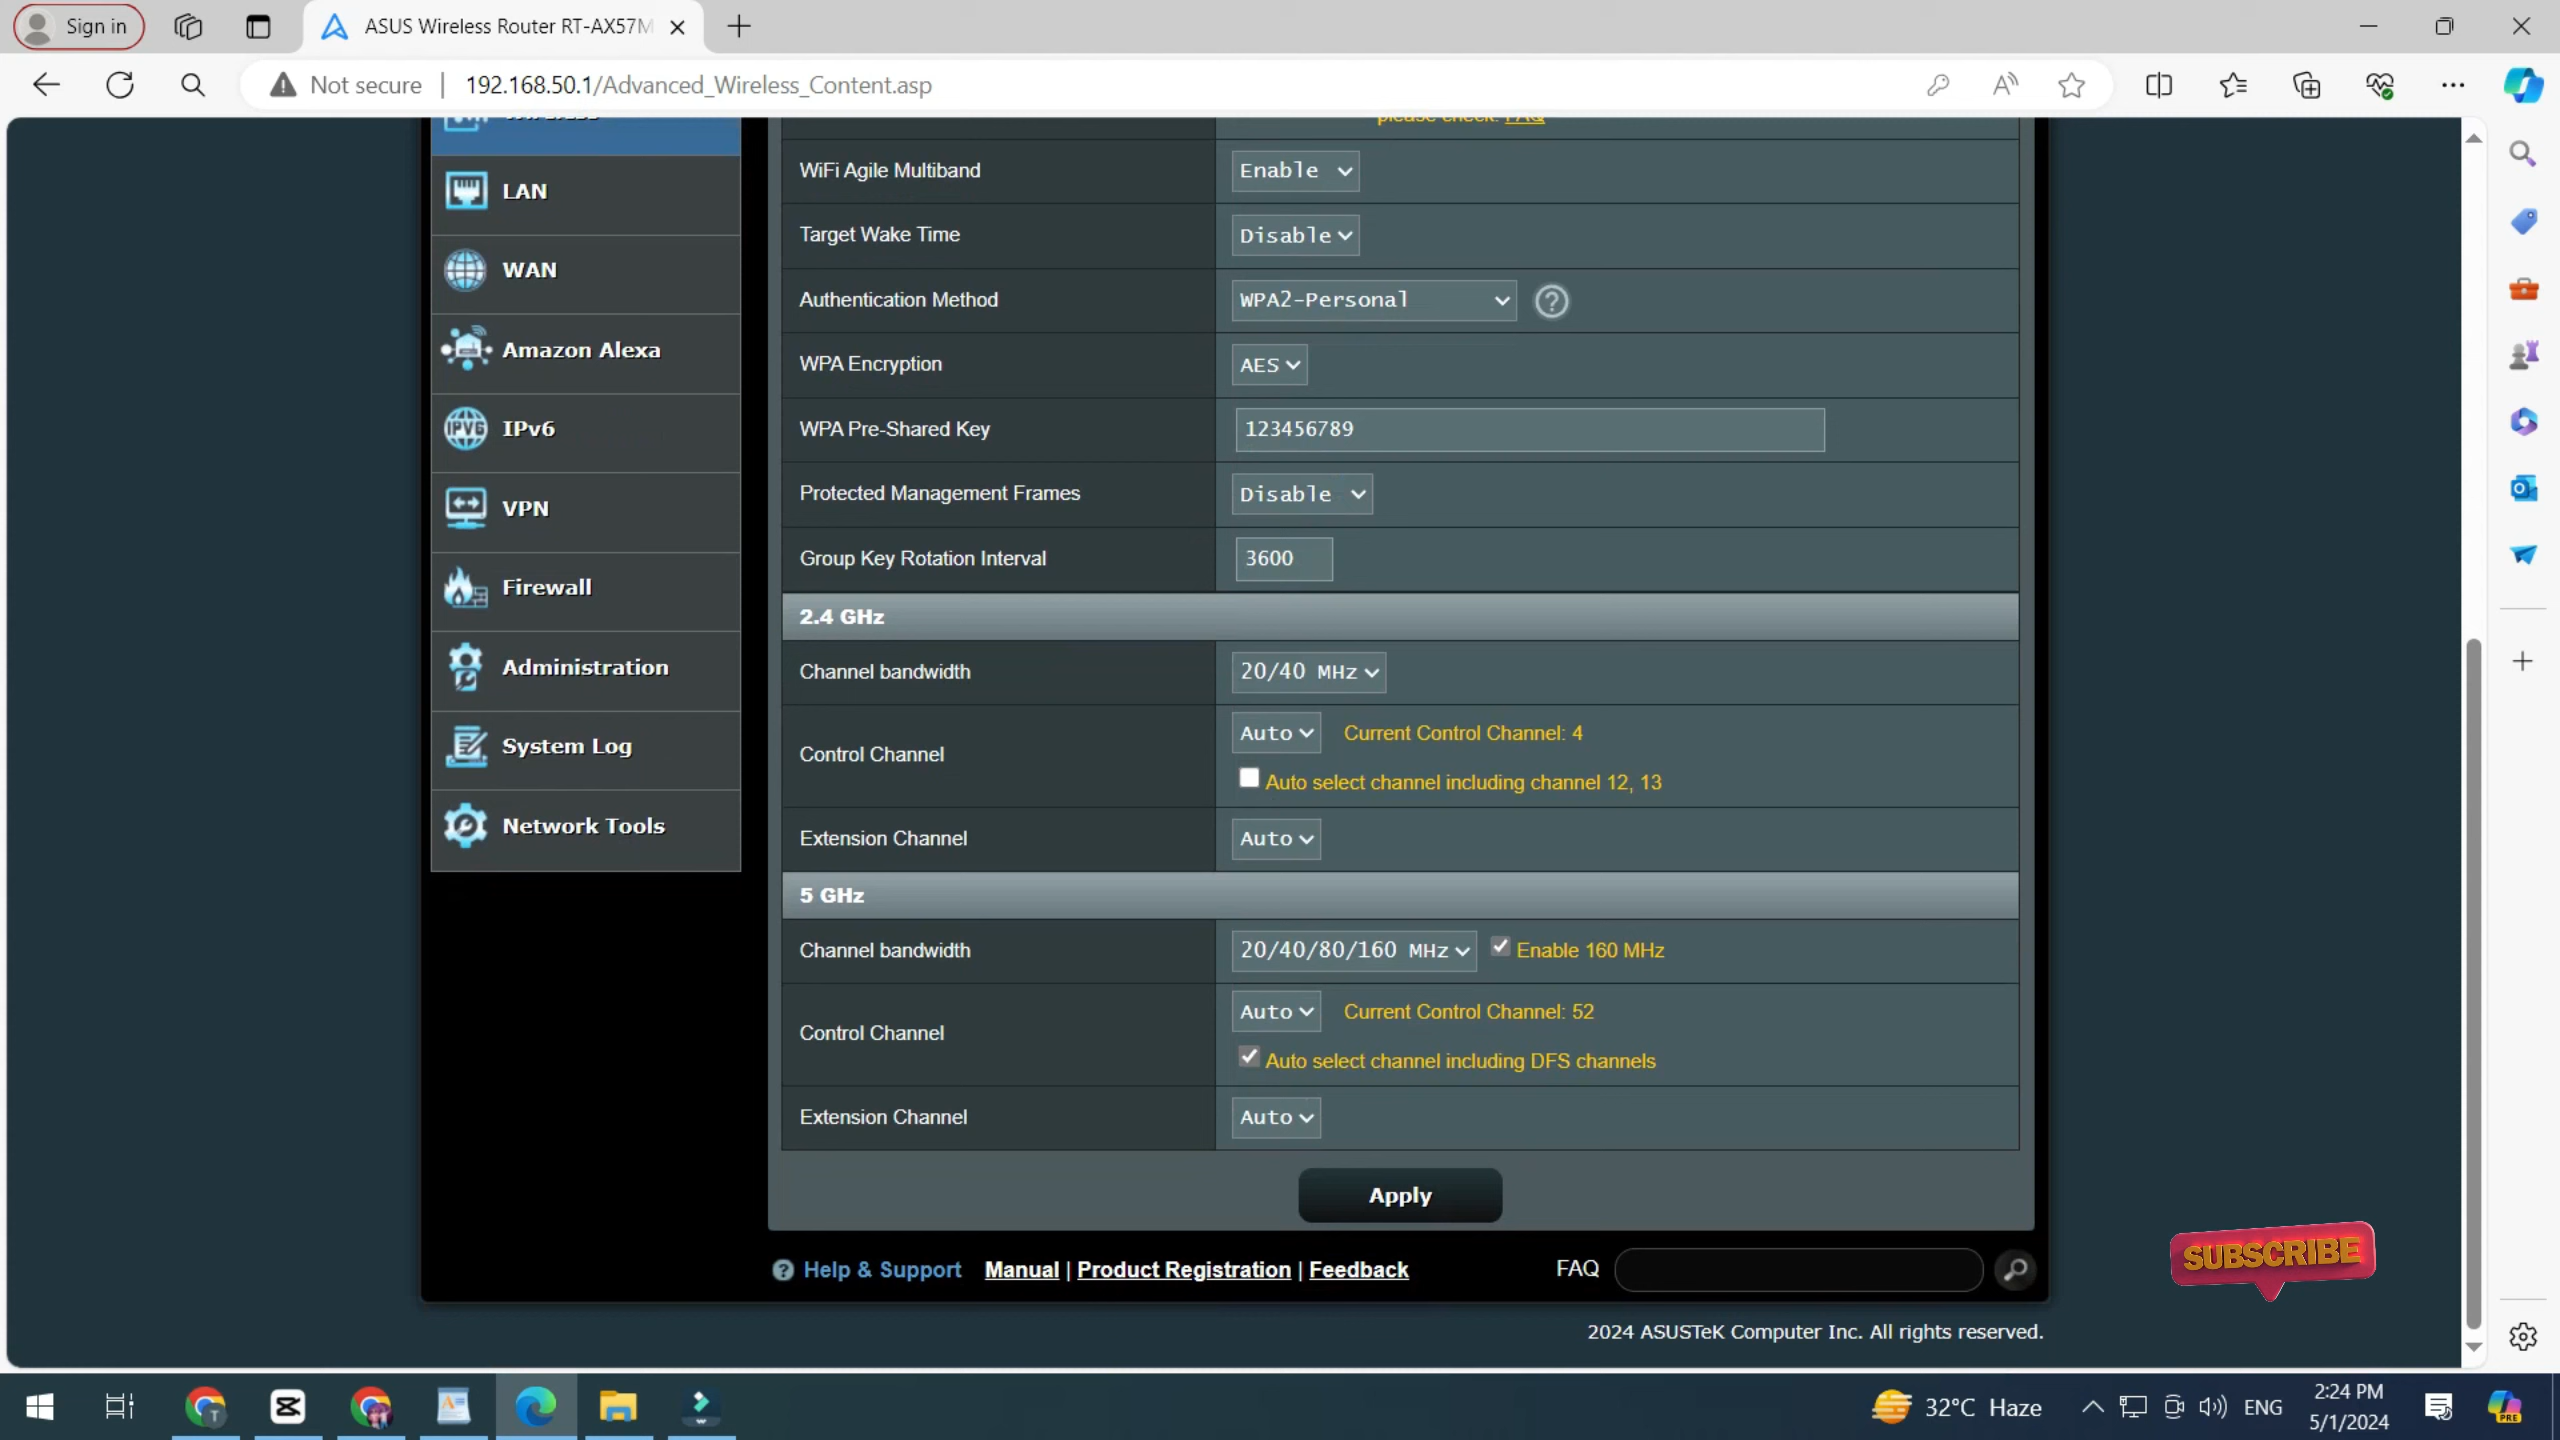 Sign in
ASUS Wireless Router RT-AX57M
Not secure
192.168.50.1/Advanced_Wireless_Content.asp
please check: FAQ
LAN
WAN
Amazon Alexa
IPv6
VPN
Firewall
Administration
System Log
Network Tools
WiFi Agile Multiband Enable
Target Wake Time Disable
Authentication Method WPA2-Personal ?
WPA Encryption AES
WPA Pre-Shared Key 123456789
Protected Management Frames Disable
Group Key Rotation Interval 3600
2.4 GHz
Channel bandwidth 20/40 MHz
Control Channel Auto Current Control Channel: 4
Auto select channel including channel 12, 13
Extension Channel Auto
5 GHz
Channel bandwidth 20/40/80/160 MHz Enable 160 MHz
Control Channel Auto Current Control Channel: 52
Auto select channel including DFS channels
Extension Channel Auto
Apply
? Help & Support Manual | Product Registration | Feedback FAQ
SUBSCRIBE
2024 ASUSTeK Computer Inc. All rights reserved.
32°C Haze
ENG
2:24 PM
5/1/2024
PRE